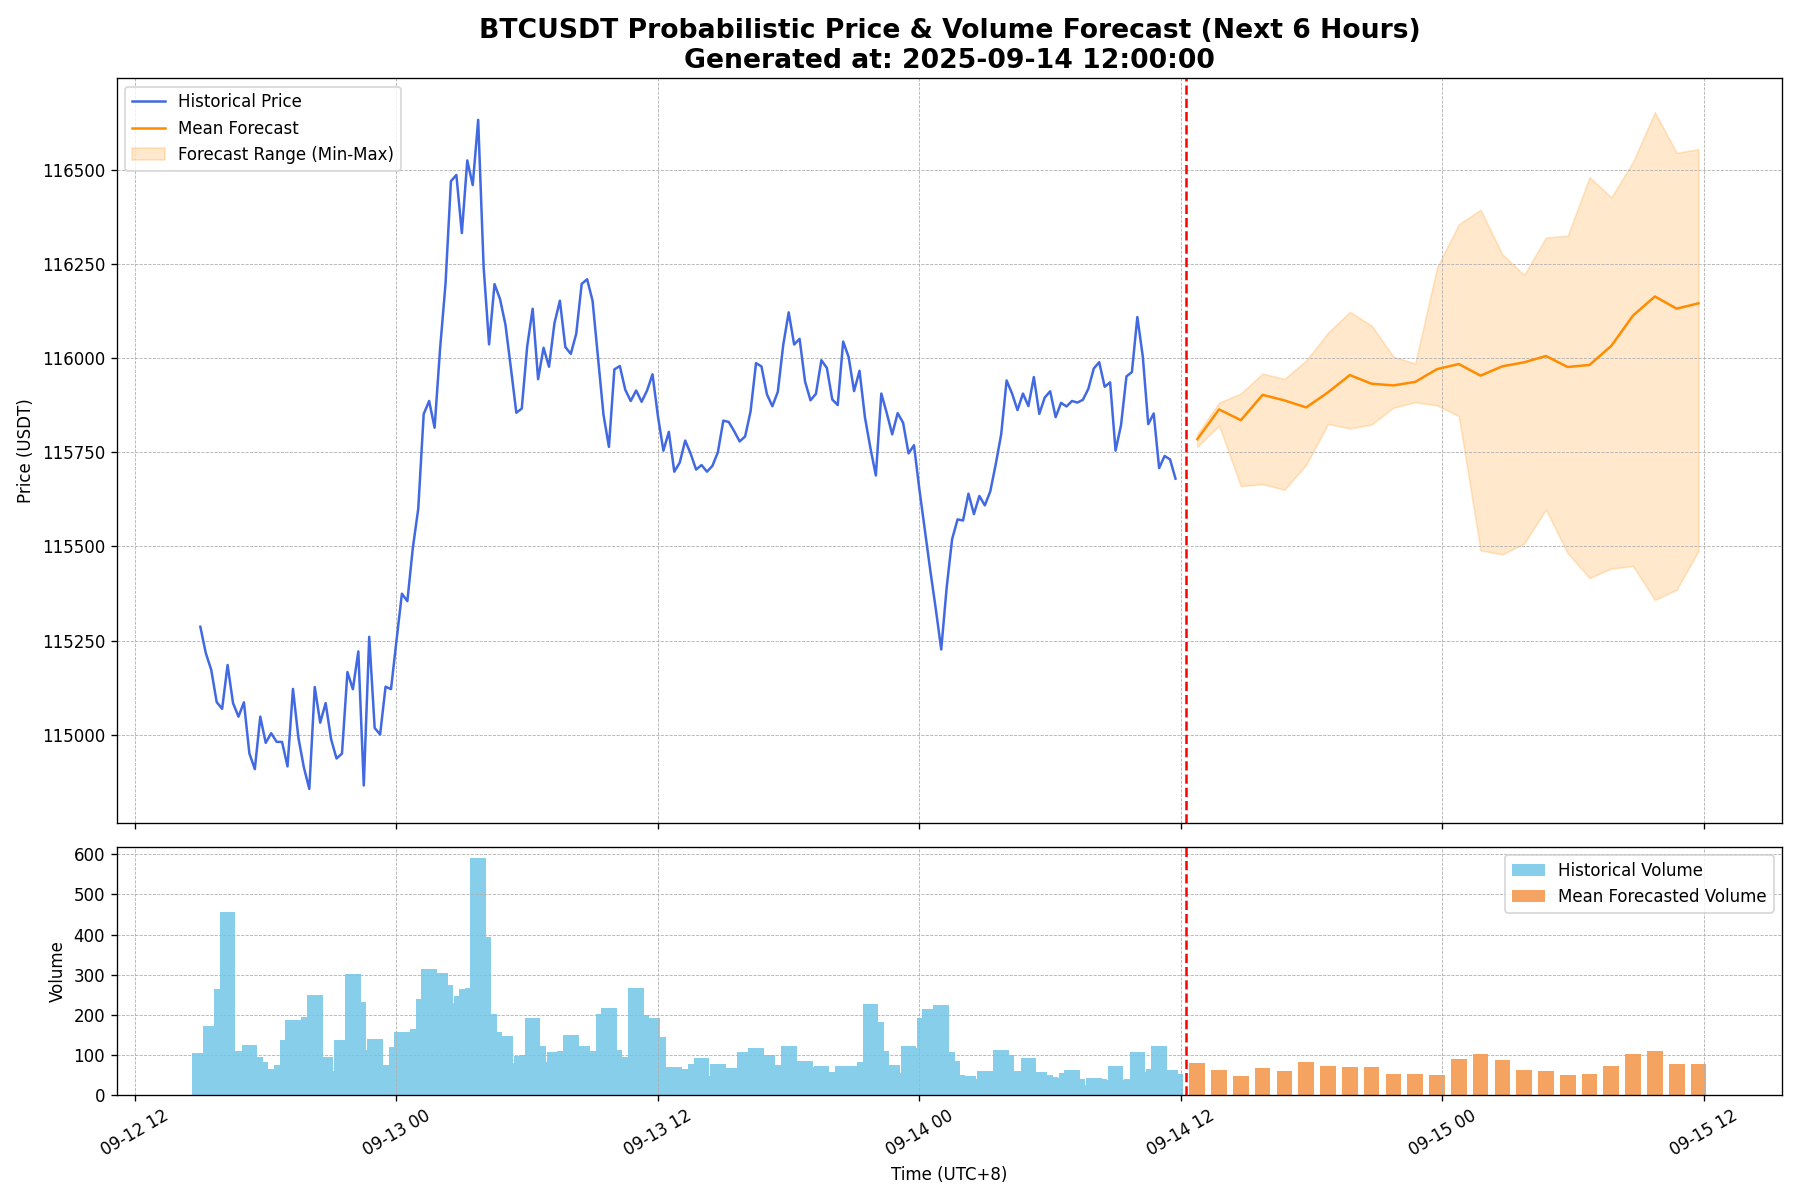 BTCUSDT Probabilistic Price & Volume Forecast (Next 6 Hours)
Generated at: 2025-09-14 12:00:00
Historical Price
Mean Forecast
Forecast Range (Min-Max)
116500
116250
116000
115750
115500
115250
115000
Price (USDT)
600
500
400
300
200
100
0
Volume
Historical Volume
Mean Forecasted Volume
09-12 12
09-13 00
09-13 12
09-14 00
09-14 12
09-15 00
09-15 12
Time (UTC+8)